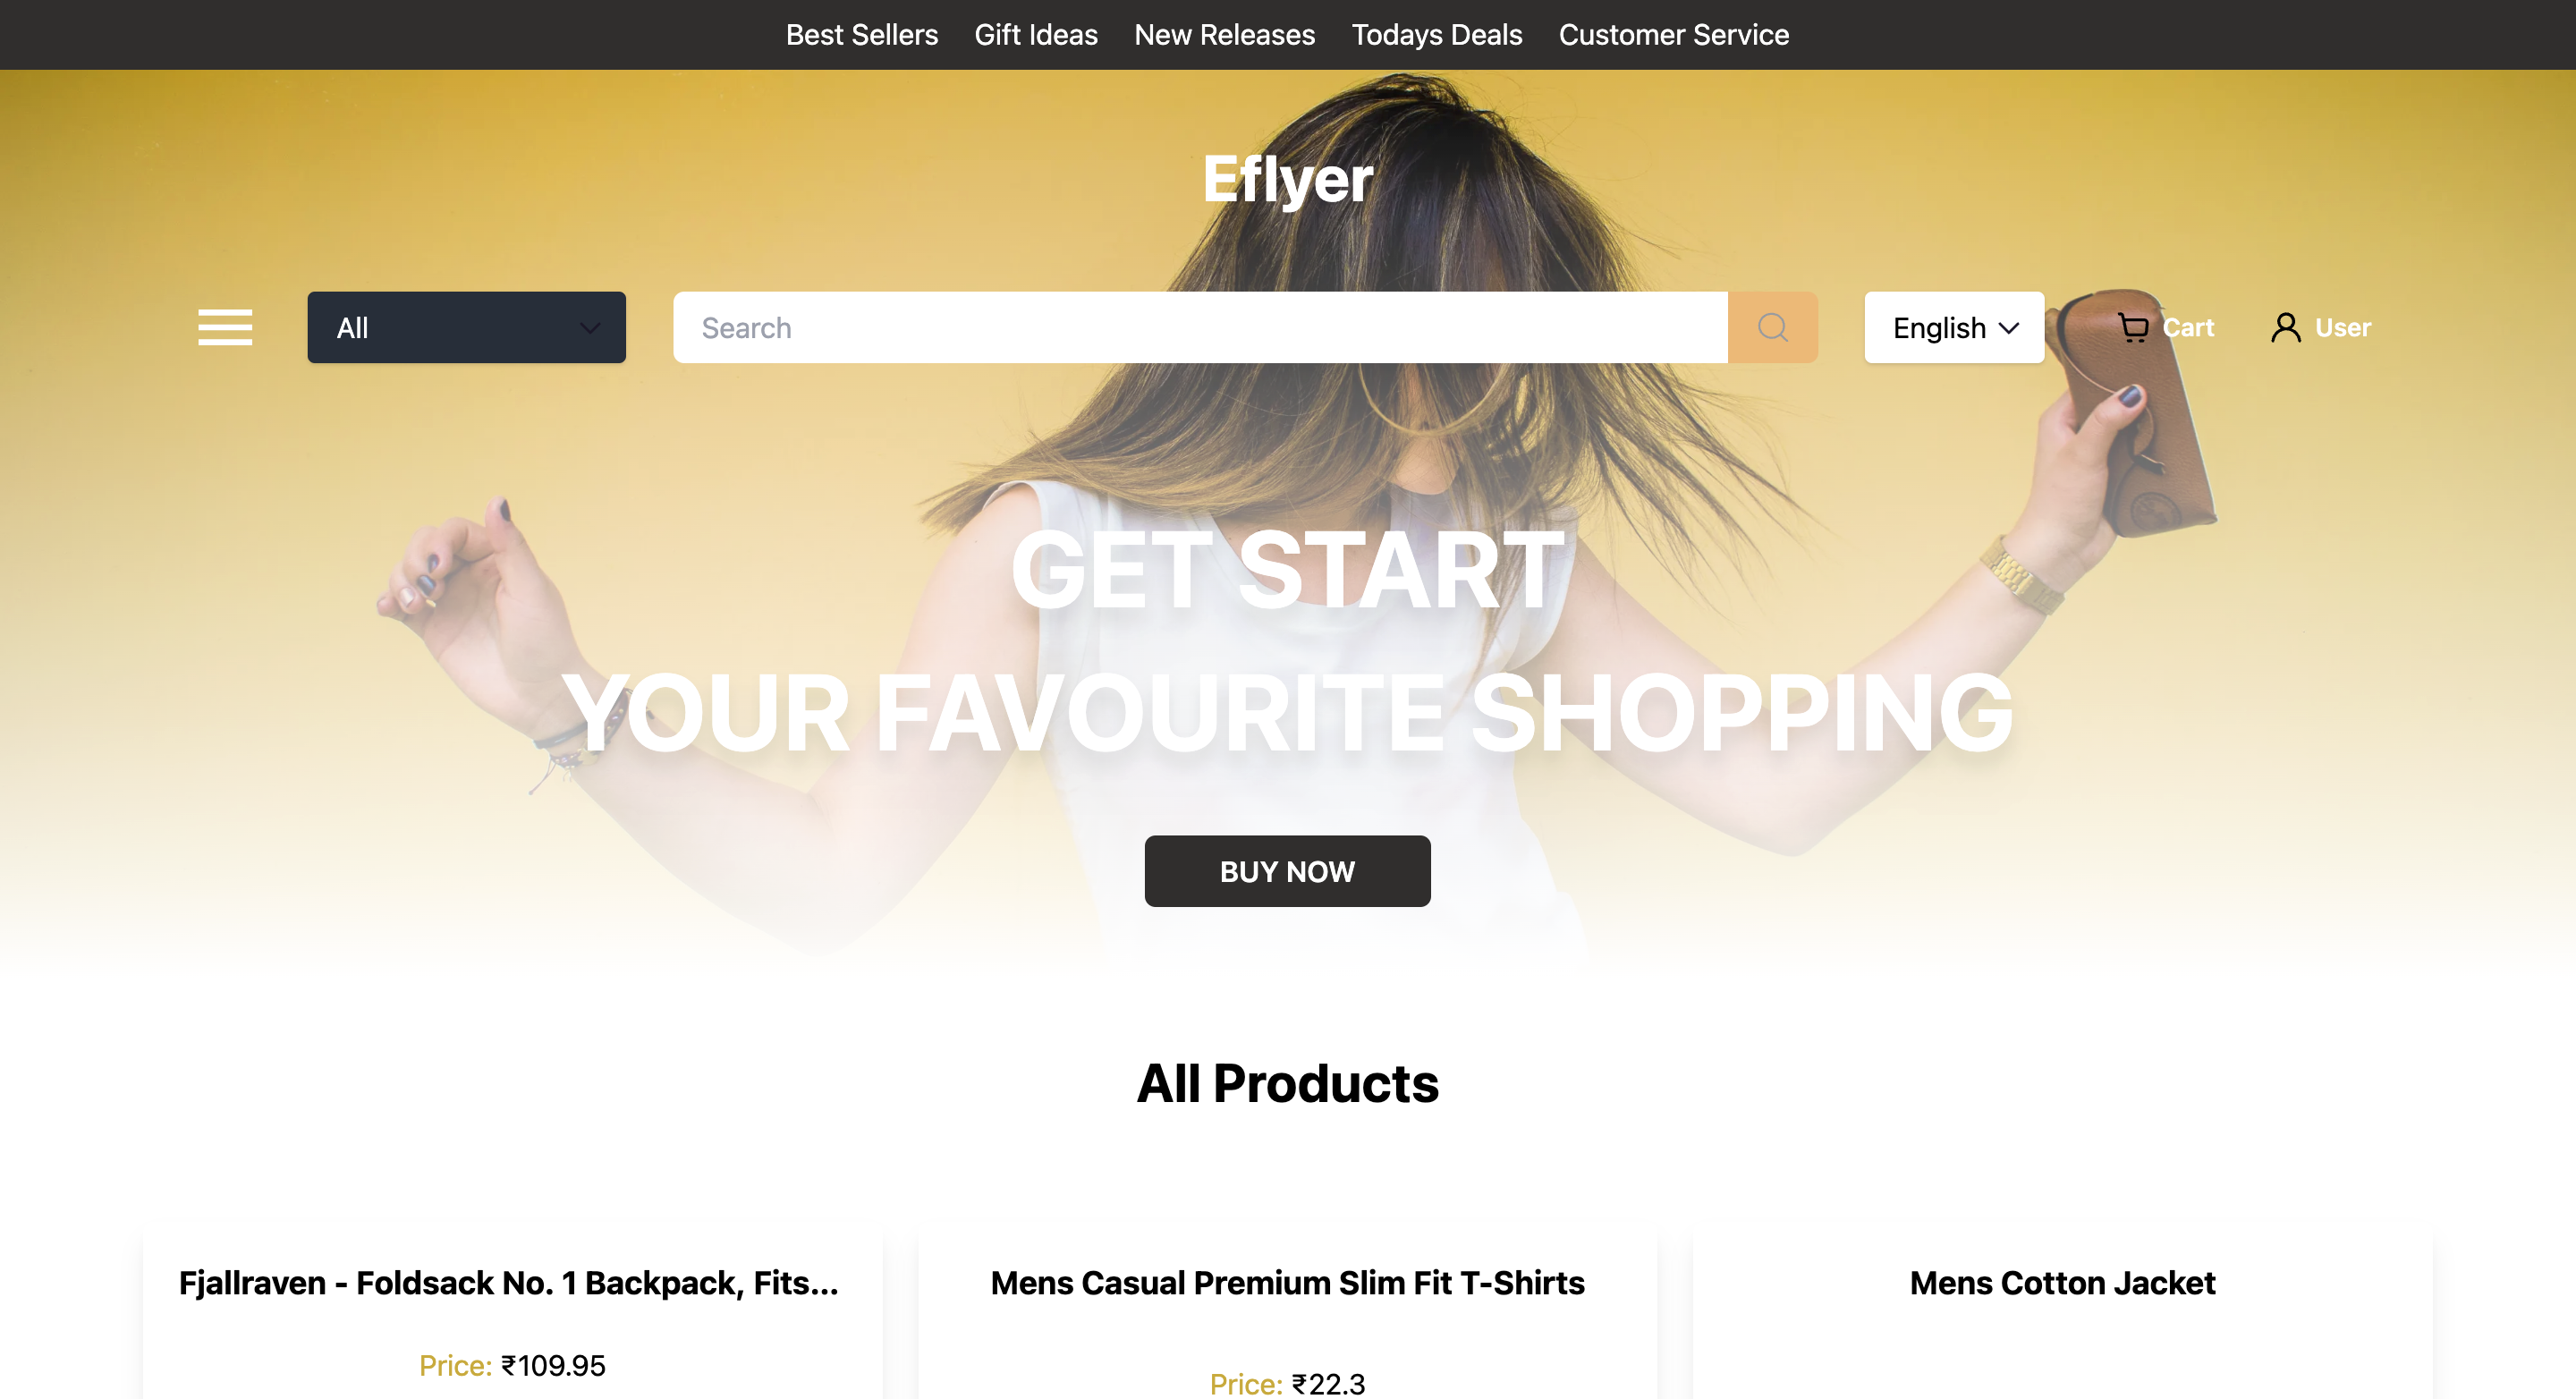 Best Sellers Gift Ideas New Releases Todays Deals Customer Service
Eflyer
All Search English Cart User
GET START
YOUR FAVOURITE SHOPPING
BUY NOW
All Products
Fjallraven - Foldsack No. 1 Backpack, Fits...
Price: ₹109.95
Mens Casual Premium Slim Fit T-Shirts
Price: ₹22.3
Mens Cotton Jacket